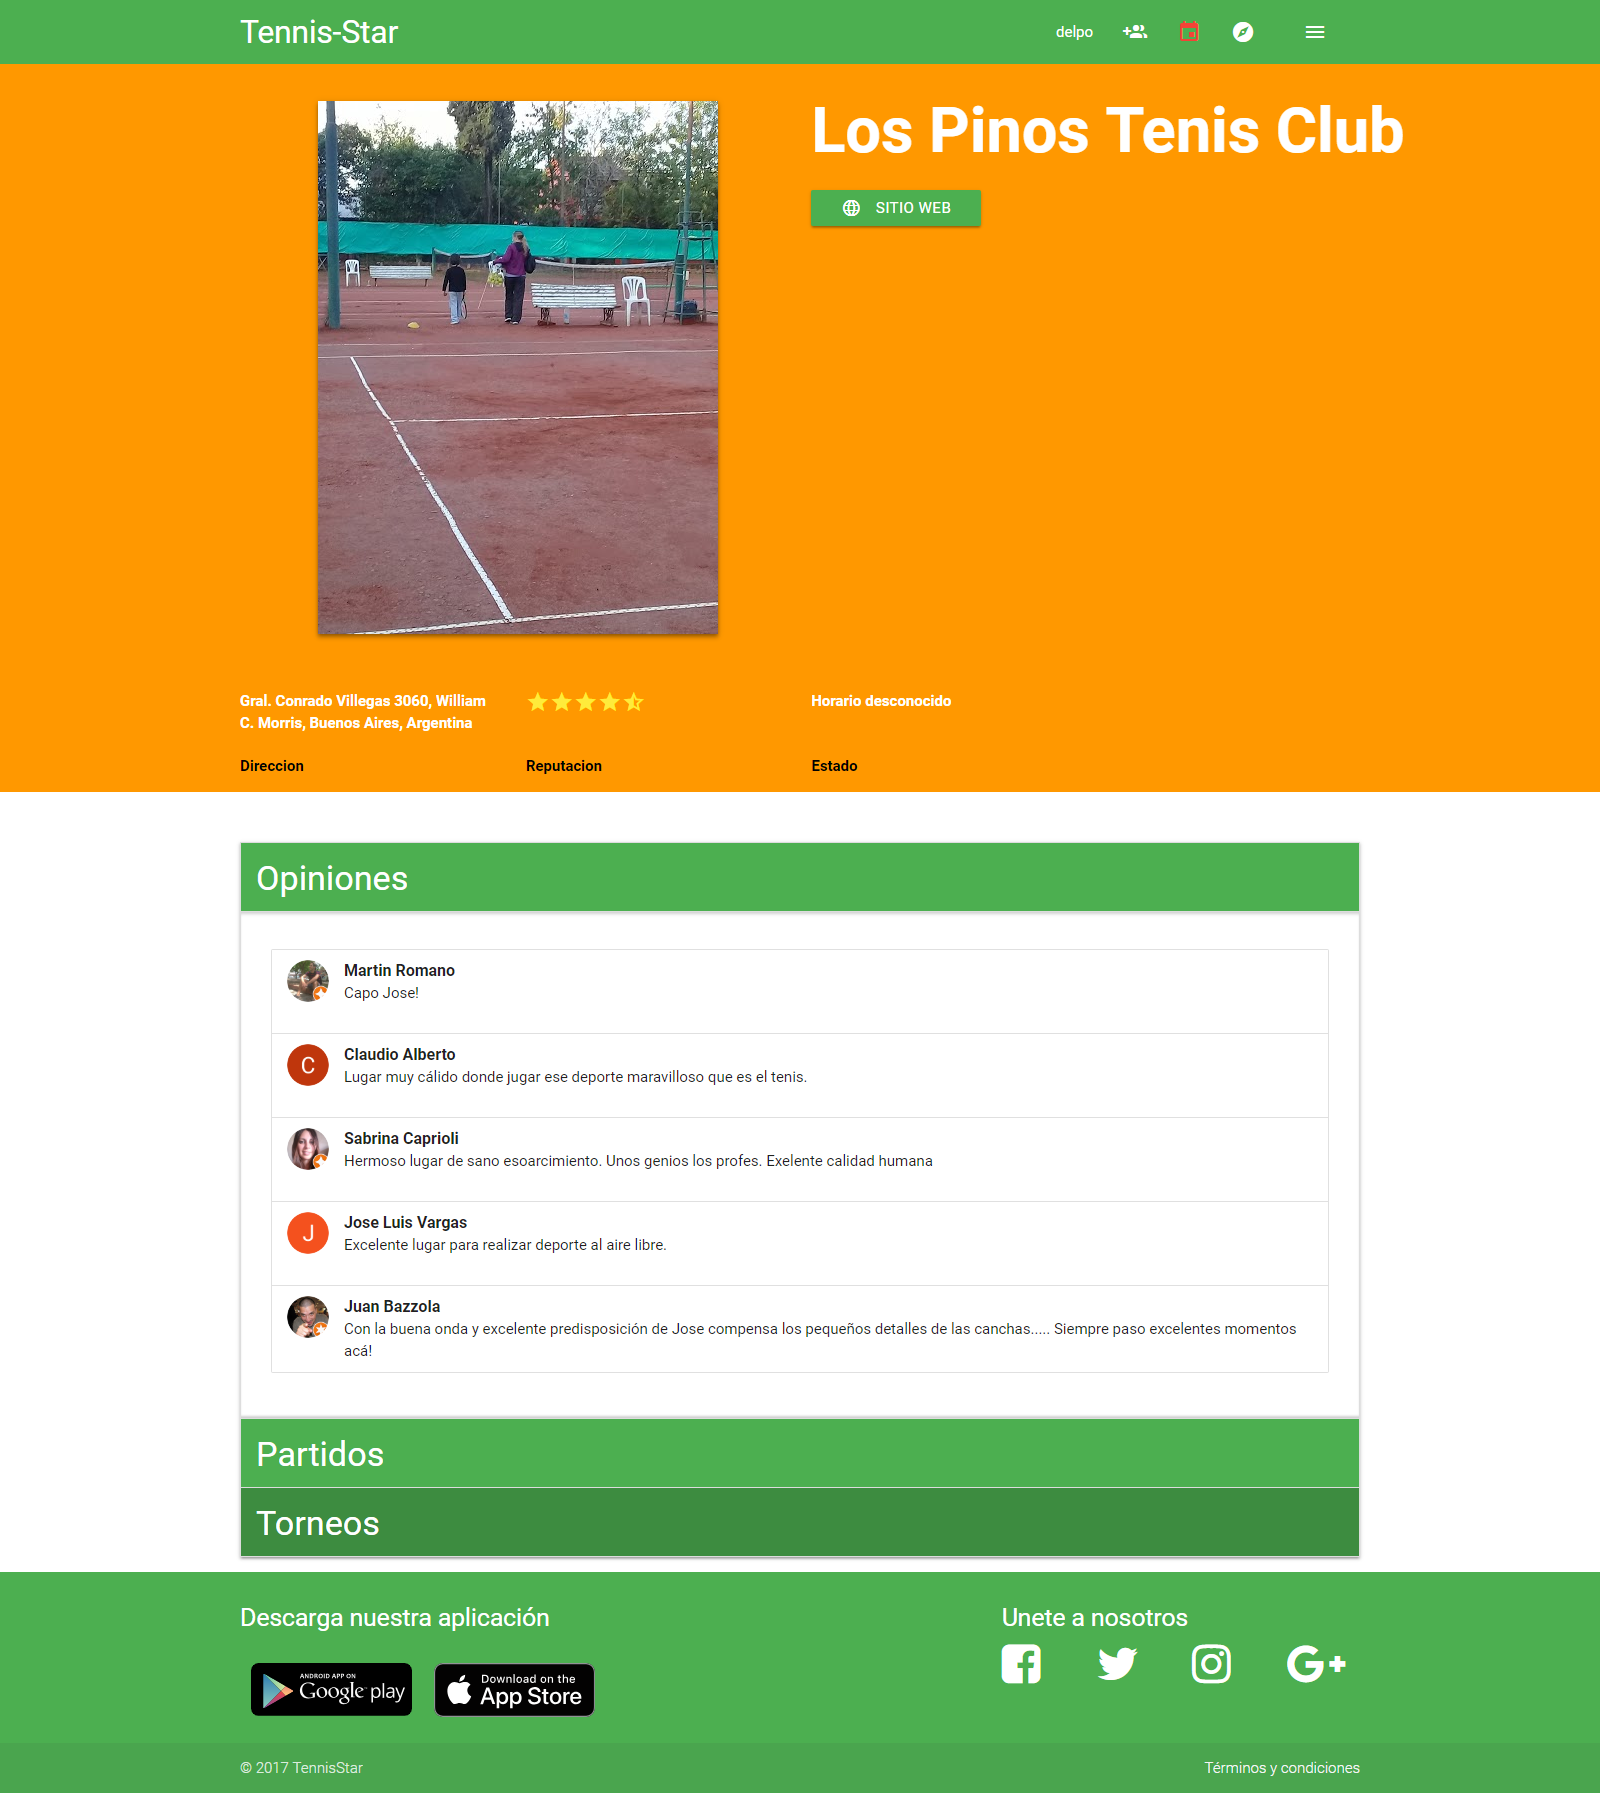 Tennis-Star
delpo
Los Pinos Tenis Club
SITIO WEB
Gral. Conrado Villegas 3060, William
C. Morris, Buenos Aires, Argentina
Horario desconocido
Direccion
Reputacion
Estado
Opiniones
Martin Romano
Capo Jose!
C
Claudio Alberto
Lugar muy cálido donde jugar ese deporte maravilloso que es el tenis.
Sabrina Caprioli
Hermoso lugar de sano esoarcimiento. Unos genios los profes. Exelente calidad humana
J
Jose Luis Vargas
Excelente lugar para realizar deporte al aire libre.
Juan Bazzola
Con la buena onda y excelente predisposición de Jose compensa los pequeños detalles de las canchas..... Siempre paso excelentes momentos
acá!
Partidos
Torneos
Descarga nuestra aplicación
Unete a nosotros
ANDROID APP ON
Google play
Download on the
App Store
G+
© 2017 TennisStar
Términos y condiciones